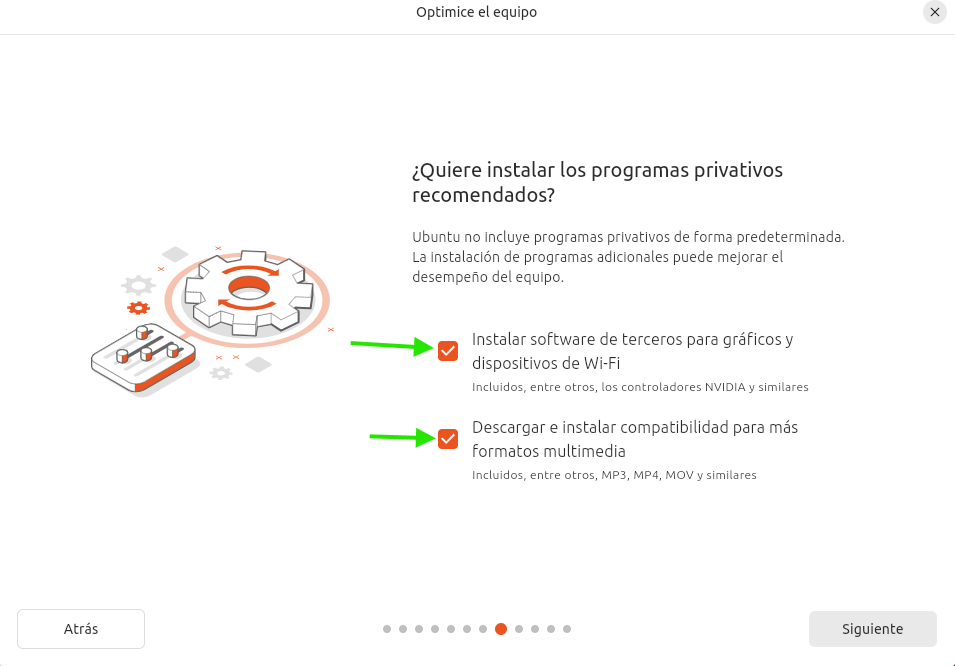 Optimice el equipo
¿Quiere instalar los programas privativos
recomendados?
Ubuntu no incluye programas privativos de forma predeterminada.
La instalación de programas adicionales puede mejorar el
desempeño del equipo.
Instalar software de terceros para gráficos y
dispositivos de Wi-Fi
Incluidos, entre otros, los controladores NVIDIA y similares
Descargar e instalar compatibilidad para más
formatos multimedia
Incluidos, entre otros, MP3, MP4, MOV y similares
Atrás
Siguiente